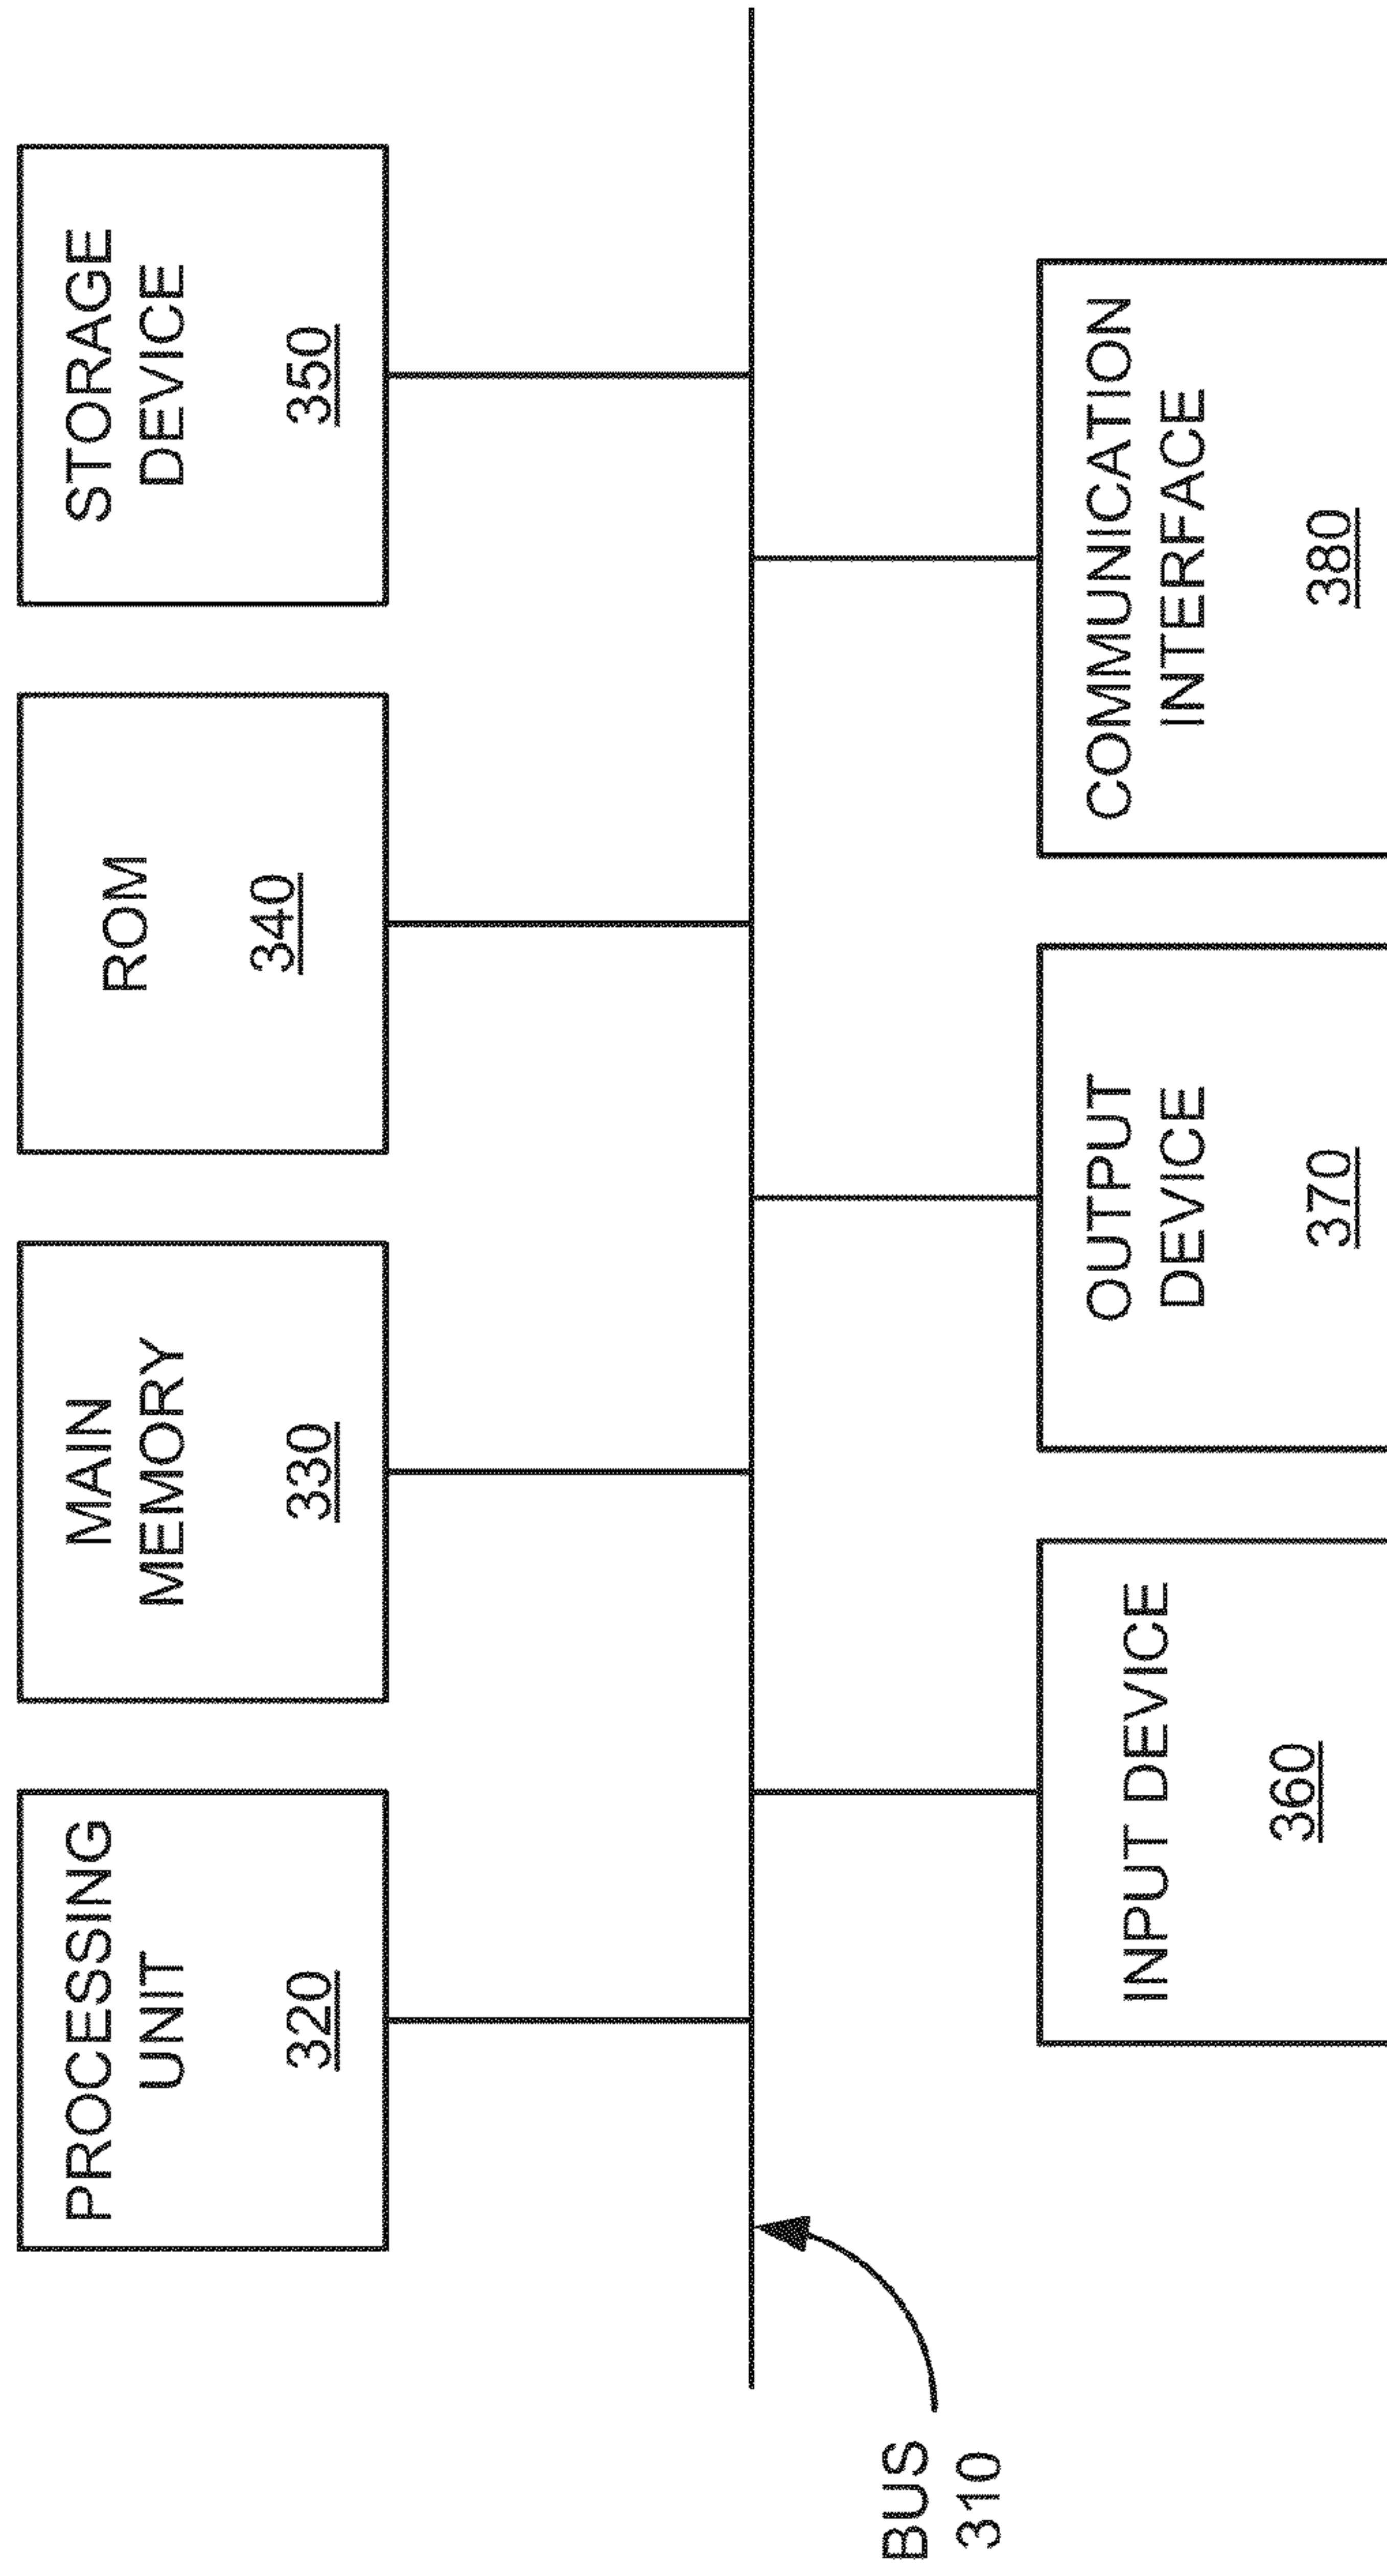 PROCESSING
UNIT
320
MAIN
MEMORY
330
ROM
340
STORAGE
DEVICE
350
BUS
310
INPUT DEVICE
360
OUTPUT
DEVICE
370
COMMUNICATION
INTERFACE
380